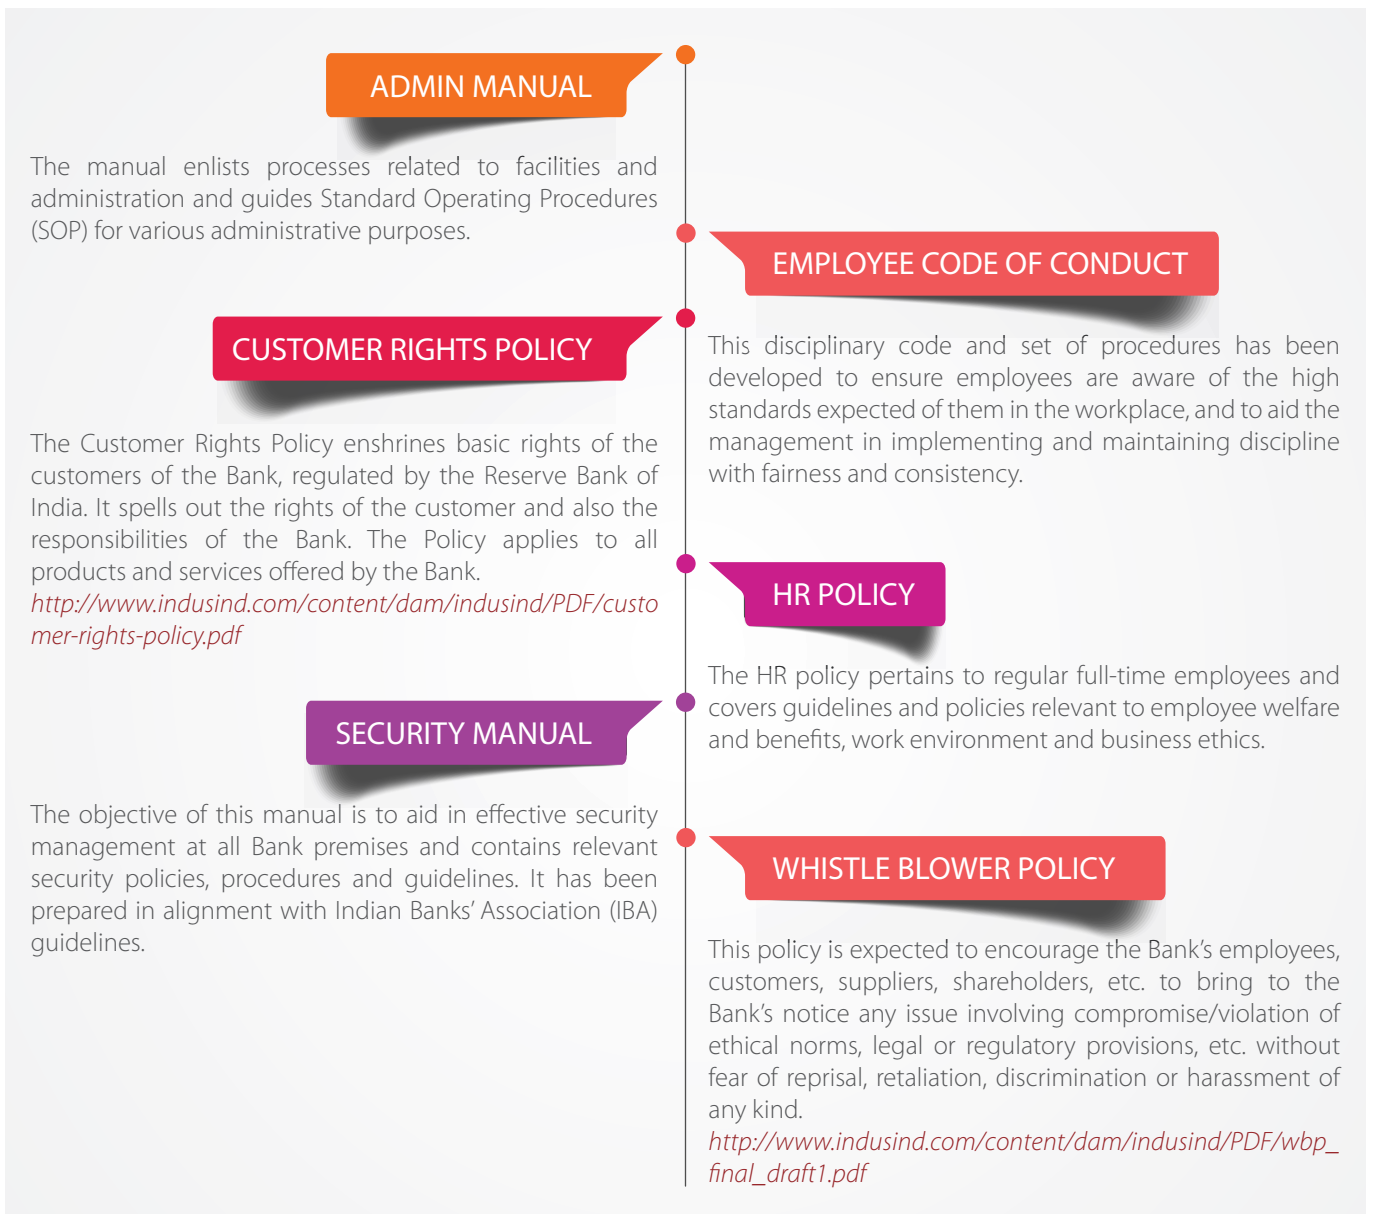 ADMIN MANUAL
The manual enlists processes related to facilities and
administration and guides Standard Operating Procedures
(SOP) for various administrative purposes.
EMPLOYEE CODE OF CONDUCT
This disciplinary code and set of procedures has been
developed to ensure employees are aware of the high
standards expected of them in the workplace, and to aid the
management in implementing and maintaining discipline
with fairness and consistency.
CUSTOMER RIGHTS POLICY
The Customer Rights Policy enshrines basic rights of the
customers of the Bank, regulated by the Reserve Bank of
India. It spells out the rights of the customer and also the
responsibilities of the Bank. The Policy applies to all
products and services offered by the Bank.
http://www.indusind.com/content/dam/indusind/PDF/custo
mer-rights-policy.pdf
HR POLICY
The HR policy pertains to regular full-time employees and
covers guidelines and policies relevant to employee welfare
and benefits, work environment and business ethics.
SECURITY MANUAL
The objective of this manual is to aid in effective security
management at all Bank premises and contains relevant
security policies, procedures and guidelines. It has been
prepared in alignment with Indian Banks’ Association (IBA)
guidelines.
WHISTLE BLOWER POLICY
This policy is expected to encourage the Bank’s employees,
customers, suppliers, shareholders, etc. to bring to the
Bank’s notice any issue involving compromise/violation of
ethical norms, legal or regulatory provisions, etc. without
fear of reprisal, retaliation, discrimination or harassment of
any kind.
http://www.indusind.com/content/dam/indusind/PDF/wbp_
final_draft1.pdf